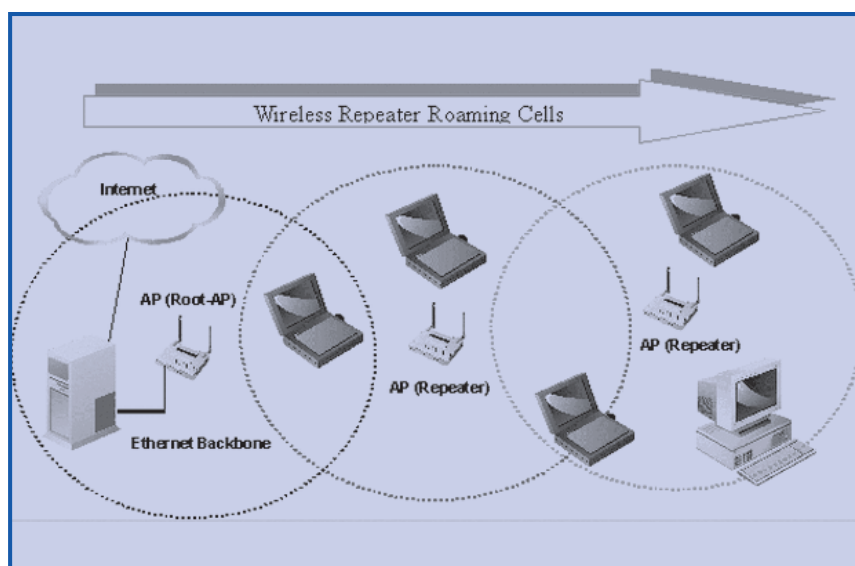 Wireless Repeater Roaming Cells
Internet
AP (Root-AP)
Ethernet Backbone
AP (Repeater)
AP (Repeater)